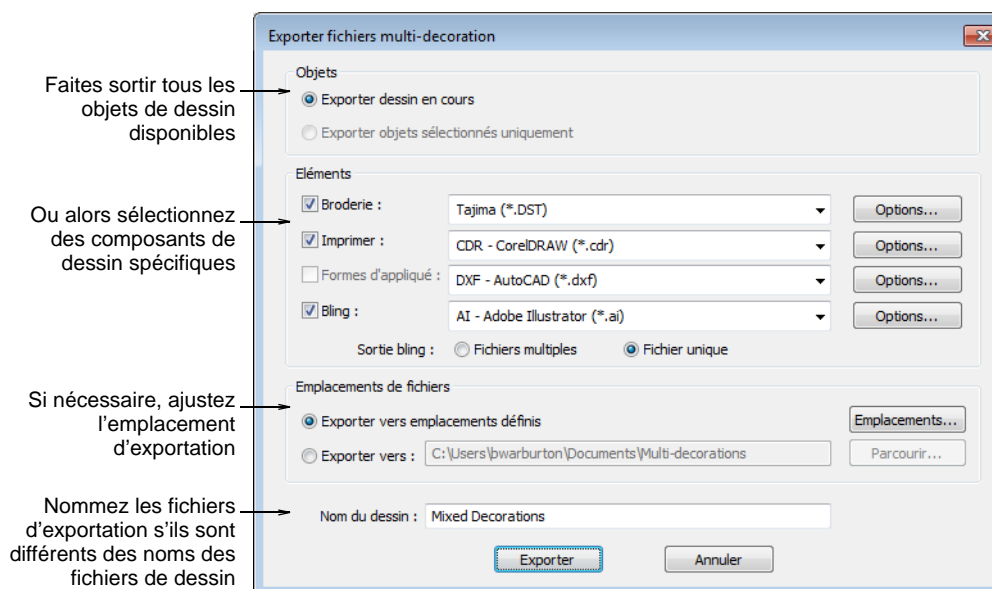 Exporter fichiers multi-decoration
Faites sortir tous les
objets de dessin
disponibles
Objets
Exporter dessin en cours
Exporter objets sélectionnés uniquement
Ou alors sélectionnez
des composants de
dessin spécifiques
Eléments
Broderie :
Tajima (*.DST)
Options...
Imprimer :
CDR - CorelDRAW (*.cdr)
Options...
Formes d'appliqué :
DXF - AutoCAD (*.dxf)
Options...
Bling :
AI - Adobe Illustrator (*.ai)
Options...
Sortie bling :
Fichiers multiples
Fichier unique
Si nécessaire, ajustez
l’emplacement
d’exportation
Emplacements de fichiers
Exporter vers emplacements définis
Emplacements...
Exporter vers :
C:\Users\bwarburton\Documents\Multi-decorations
Parcourir...
Nommez les fichiers
d’exportation s’ils sont
différents des noms des
fichiers de dessin
Nom du dessin :
Mixed Decorations
Exporter
Annuler